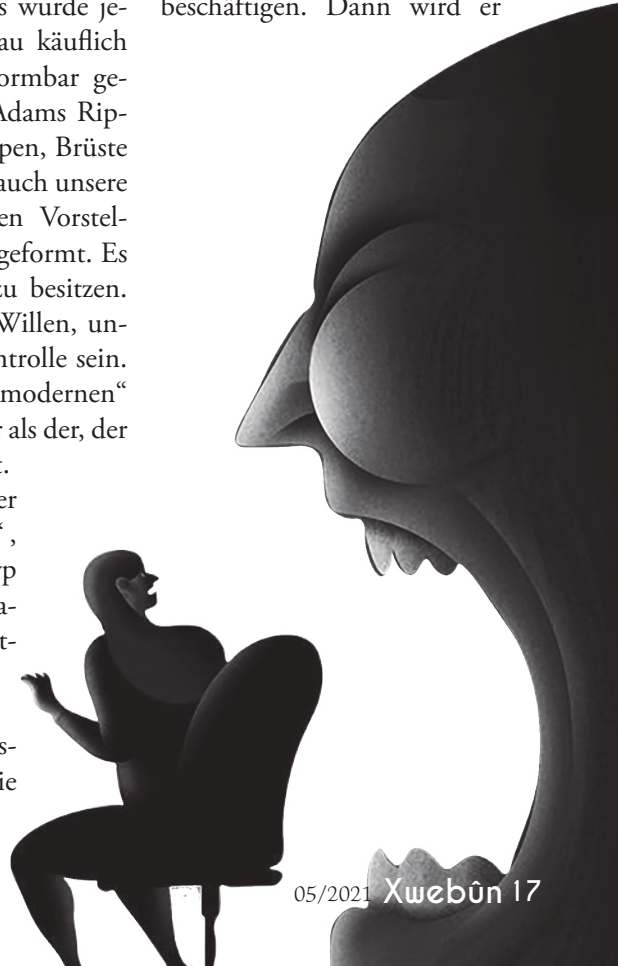 s wurde je-
au käuflich
ormbar ge-
Adams Rip-
pen, Brüste
auch unsere
en Vorstel-
geformt. Es
zu besitzen.
Willen, un-
ntrolle sein.
modernen“
r als der, der
t.
er
“ ,
yp
a-
t-
s-
ie
beschäftigen. Dann wird er
05/2021 Xwebûn 17